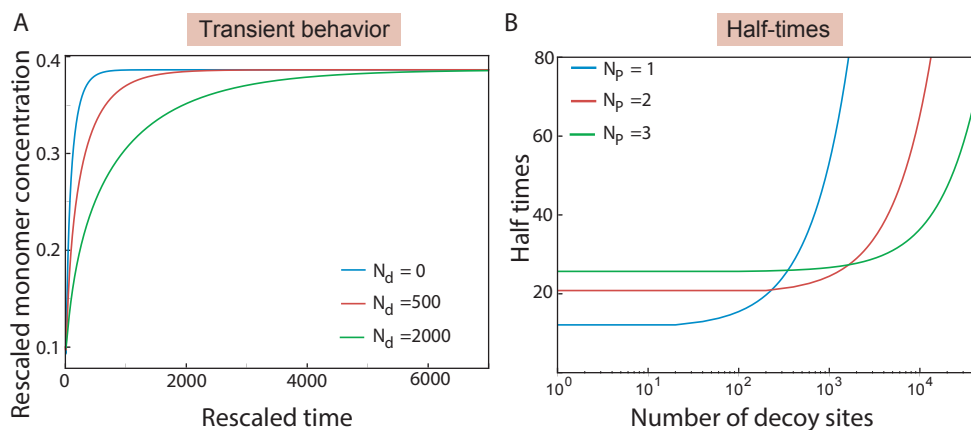 A
Transient behavior
Rescaled monomer concentration
0.4
0.3
0.2
0.1
0
2000
4000
6000
Rescaled time
N_d = 0
N_d =500
N_d =2000
B
Half-times
Half times
80
60
40
20
10^0
10^1
10^2
10^3
10^4
Number of decoy sites
N_P = 1
N_P =2
N_P =3